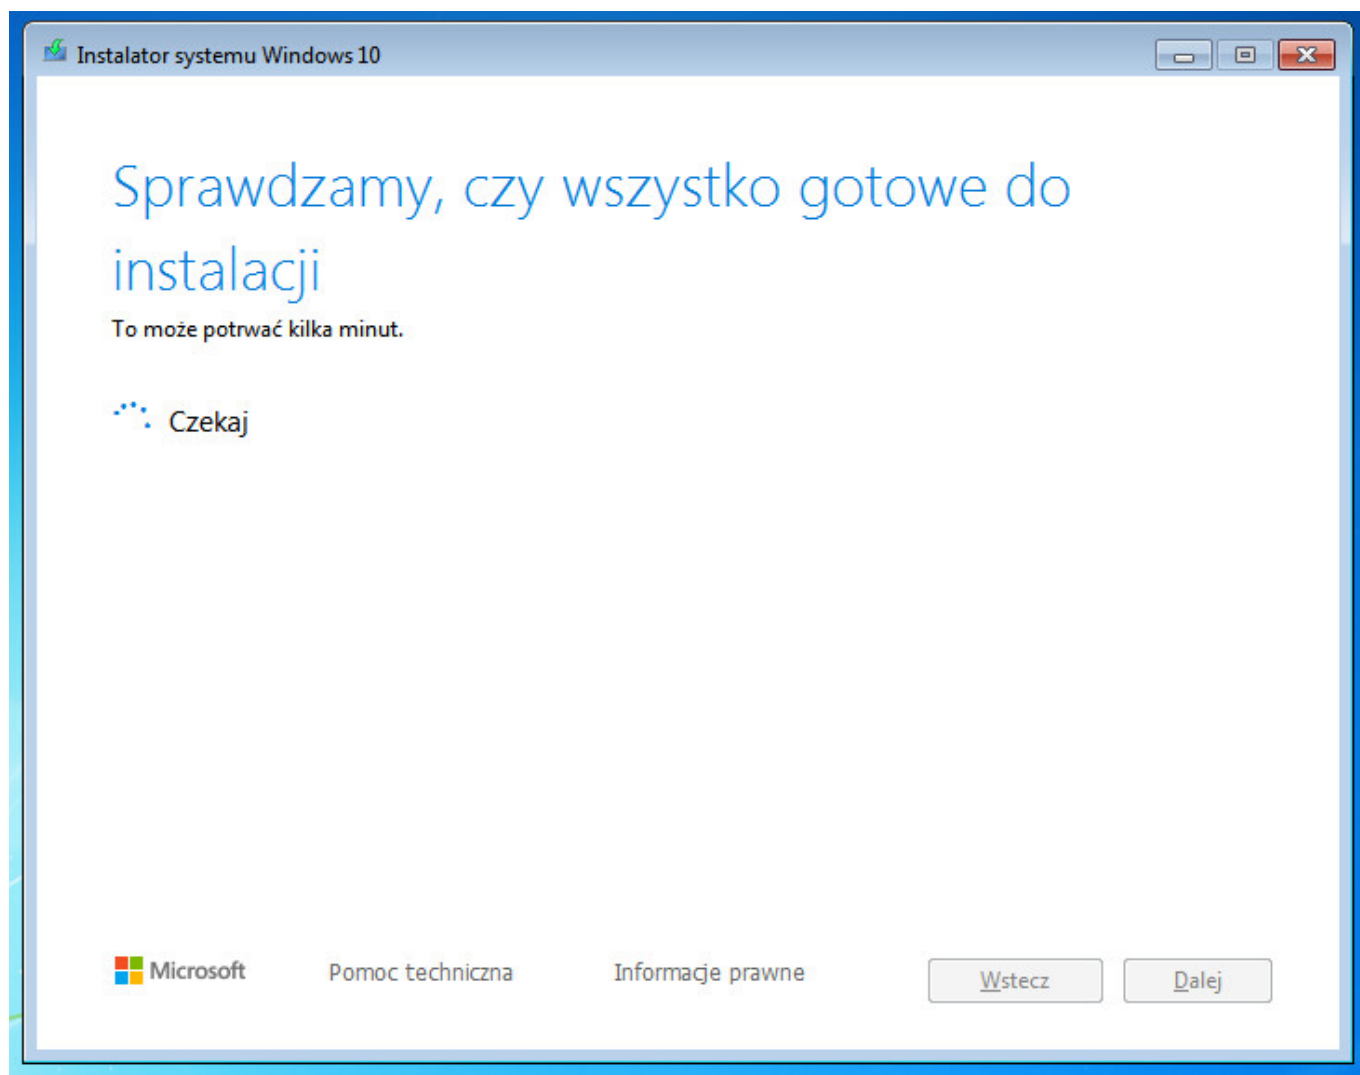 Instalator systemu Windows 10
Sprawdzamy, czy wszystko gotowe do
instalacji
To może potrwać kilka minut.
Czekaj
Microsoft Pomoc techniczna Informacje prawne Wstecz Dalej